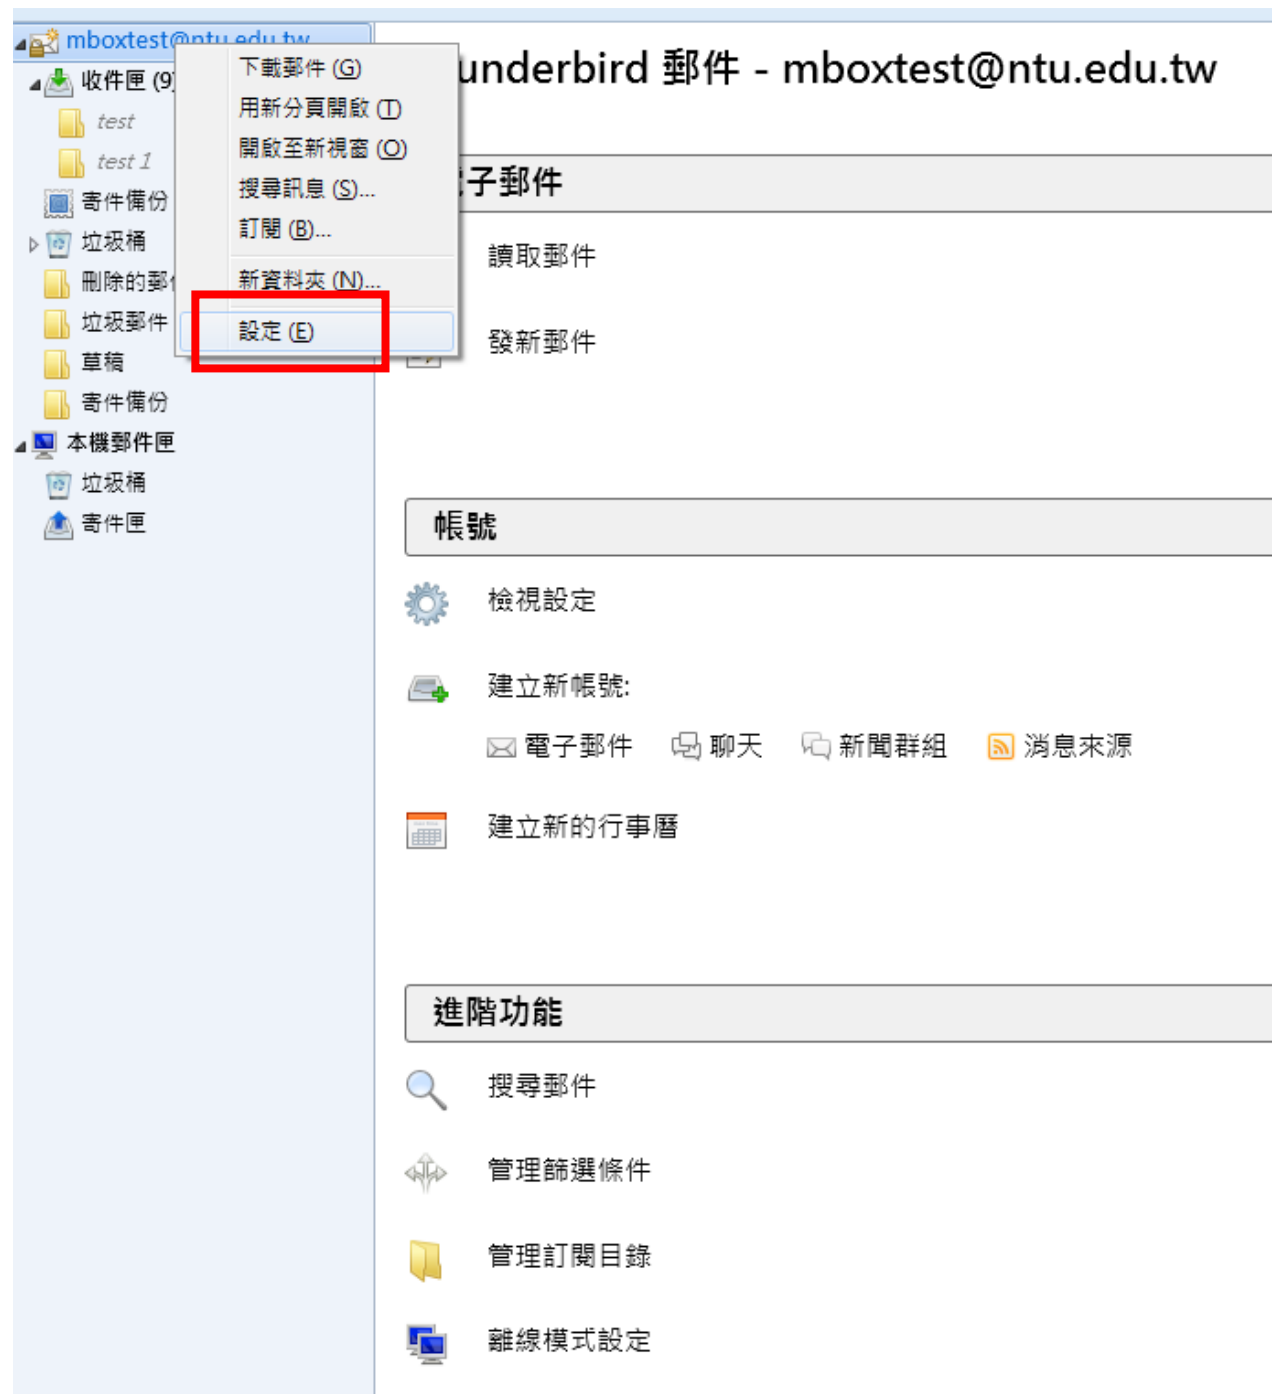 mboxtest@ntu.edu.tw
收件匣 (9)
test
test 1
寄件備份
垃圾桶
刪除的郵件
垃圾郵件
草稿
寄件備份
本機郵件匣
垃圾桶
寄件匣
下載郵件 (G)
用新分頁開啟 (T)
開啟至新視窗 (O)
搜尋訊息 (S)...
訂閱 (B)...
新資料夾 (N)...
設定 (E)
underbird 郵件 - mboxtest@ntu.edu.tw
子郵件
讀取郵件
發新郵件
帳號
檢視設定
建立新帳號:
電子郵件 聊天 新聞群組 消息來源
建立新的行事曆
進階功能
搜尋郵件
管理篩選條件
管理訂閱目錄
離線模式設定